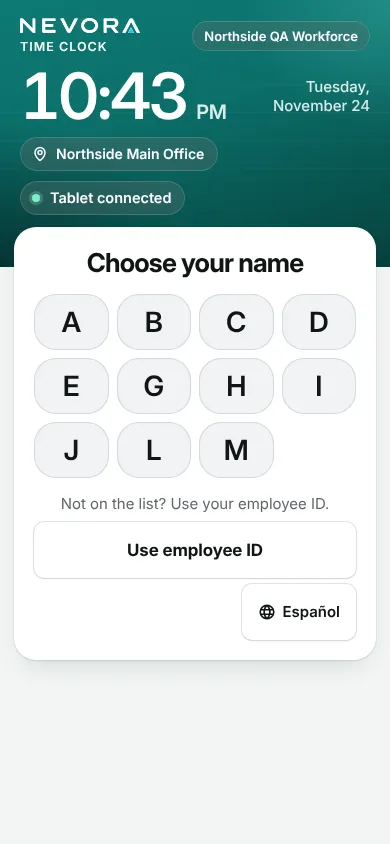 NEVORA
TIME CLOCK
Northside QA Workforce
10:43 PM
Tuesday,
November 24
Northside Main Office
Tablet connected
Choose your name
A B C D
E G H I
J L M
Not on the list? Use your employee ID.
Use employee ID
Español